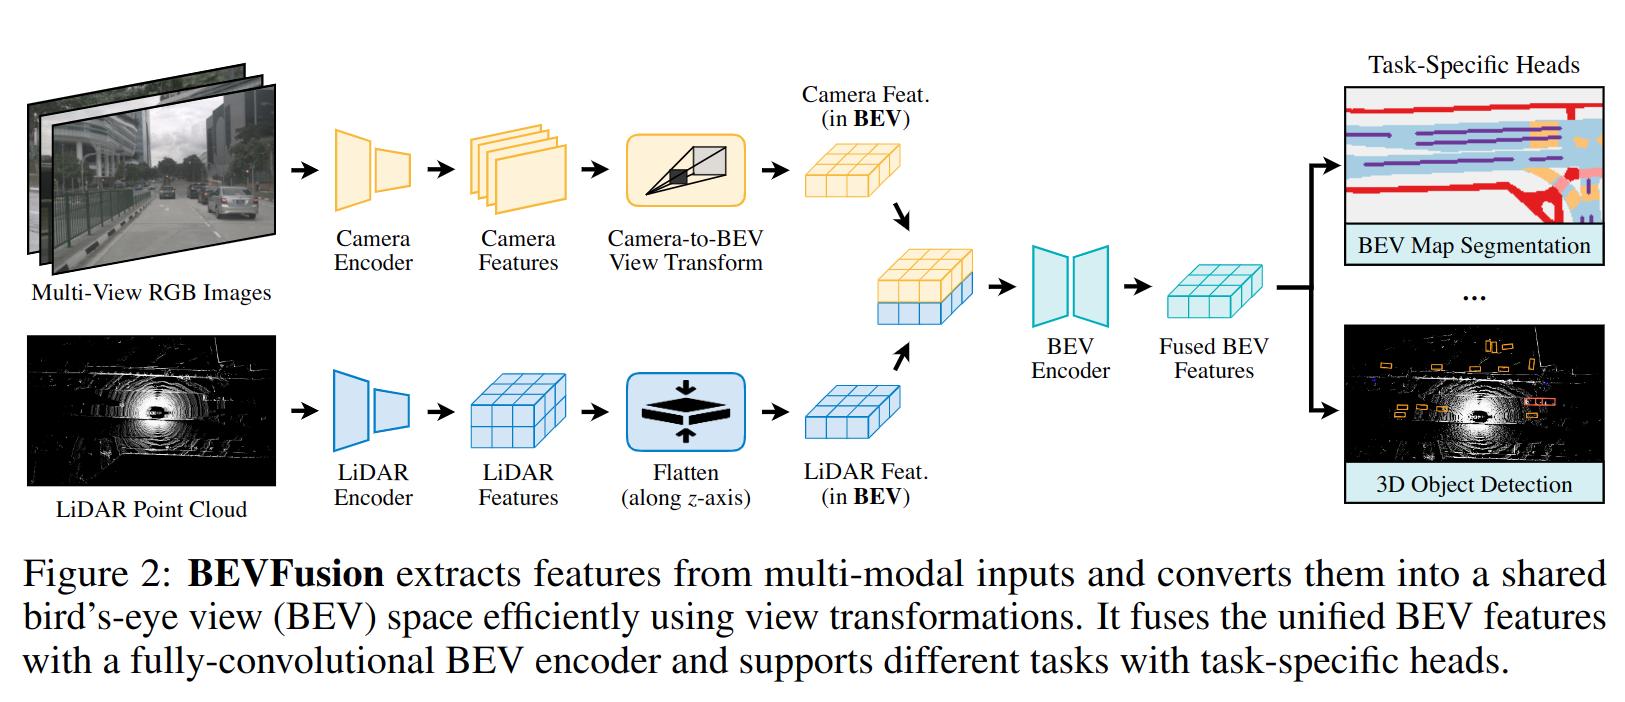 Task-Specific Heads
Camera Feat.
(in BEV)
Camera
Encoder
Camera
Features
Camera-to-BEV
View Transform
Multi-View RGB Images
BEV Map Segmentation
...
BEV
Encoder
Fused BEV
Features
LiDAR
Encoder
LiDAR
Features
Flatten
(along z-axis)
LiDAR Feat.
(in BEV)
LiDAR Point Cloud
3D Object Detection
Figure 2: BEVFusion extracts features from multi-modal inputs and converts them into a shared
bird's-eye view (BEV) space efficiently using view transformations. It fuses the unified BEV features
with a fully-convolutional BEV encoder and supports different tasks with task-specific heads.